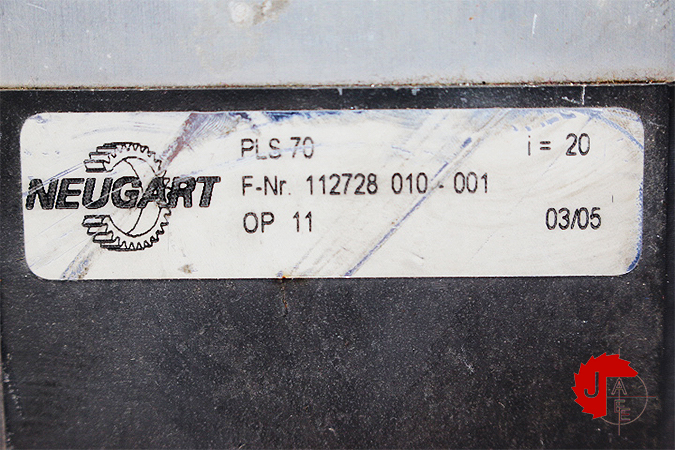 NEUGART
PLS 70 i = 20
F-Nr. 112728 010 - 001
OP 11 03/05
J A
E
E